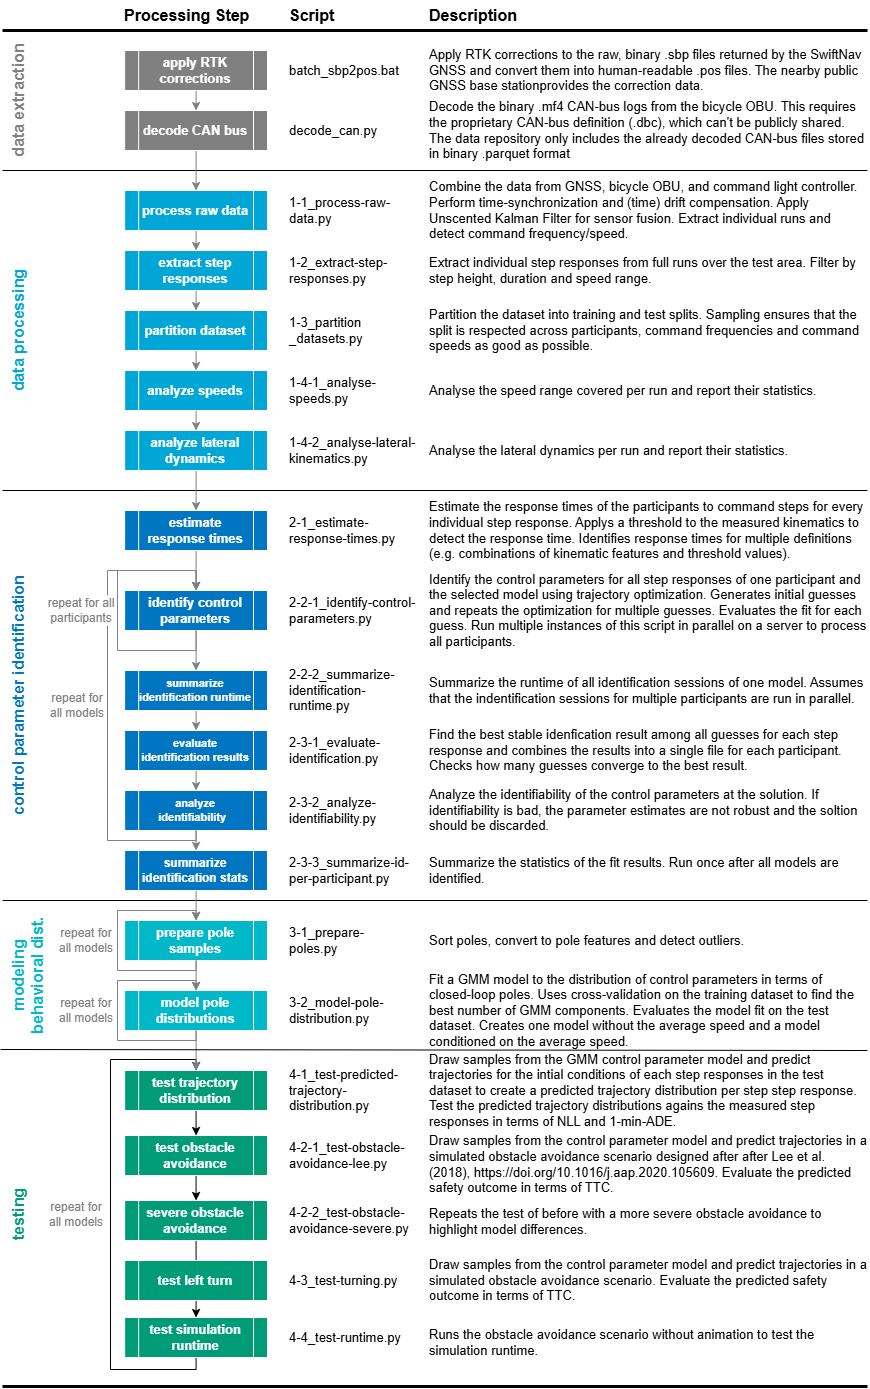 Processing Step Script Description
data extraction
apply RTK
corrections
batch_sbp2pos.bat
Apply RTK corrections to the raw, binary .sbp files returned by the SwiftNav
GNSS and convert them into human-readable .pos files. The nearby public
GNSS base stationprovides the correction data.
decode CAN bus
decode_can.py
Decode the binary .mf4 CAN-bus logs from the bicycle OBU. This requires
the proprietary CAN-bus definition (.dbc), which can't be publicly shared.
The data repository only includes the already decoded CAN-bus files stored
in binary .parquet format
data processing
process raw data
1-1_process-raw-
data.py
Combine the data from GNSS, bicycle OBU, and command light controller.
Perform time-synchronization and (time) drift compensation. Apply
Unscented Kalman Filter for sensor fusion. Extract individual runs and
detect command frequency/speed.
extract step
responses
1-2_extract-step-
responses.py
Extract individual step responses from full runs over the test area. Filter by
step height, duration and speed range.
partition dataset
1-3_partition
_datasets.py
Partition the dataset into training and test splits. Sampling ensures that the
split is respected across participants, command frequencies and command
speeds as good as possible.
analyze speeds
1-4-1_analyse-
speeds.py
Analyse the speed range covered per run and report their statistics.
analyze lateral
dynamics
1-4-2_analyse-lateral-
kinematics.py
Analyse the lateral dynamics per run and report their statistics.
control parameter identification
estimate
response times
2-1_estimate-
response-times.py
Estimate the response times of the participants to command steps for every
individual step response. Applys a threshold to the measured kinematics to
detect the response time. Identifies response times for multiple definitions
(e.g. combinations of kinematic features and threshold values).
repeat for all
participants
identify control
parameters
2-2-1_identify-control-
parameters.py
Identify the control parameters for all step responses of one participant and
the selected model using trajectory optimization. Generates initial guesses
and repeats the optimization for multiple guesses. Evaluates the fit for each
guess. Run multiple instances of this script in parallel on a server to process
all participants.
repeat for
all models
summarize
identification runtime
2-2-2_summarize-
identification-
runtime.py
Summarize the runtime of all identification sessions of one model. Assumes
that the indentification sessions for multiple participants are run in parallel.
evaluate
identification results
2-3-1_evaluate-
identification.py
Find the best stable idenfication result among all guesses for each step
response and combines the results into a single file for each participant.
Checks how many guesses converge to the best result.
analyze
identifiability
2-3-2_analyze-
identifiability.py
Analyze the identifiability of the control parameters at the solution. If
identifiability is bad, the parameter estimates are not robust and the soltion
should be discarded.
summarize
identification stats
2-3-3_summarize-id-
per-participant.py
Summarize the statistics of the fit results. Run once after all models are
identified.
modeling
behavioral dist.
repeat for
all models
prepare pole
samples
3-1_prepare-
poles.py
Sort poles, convert to pole features and detect outliers.
repeat for
all models
model pole
distributions
3-2_model-pole-
distribution.py
Fit a GMM model to the distribution of control parameters in terms of
closed-loop poles. Uses cross-validation on the training dataset to find the
best number of GMM components. Evaluates the model fit on the test
dataset. Creates one model without the average speed and a model
conditioned on the average speed.
testing
test trajectory
distribution
4-1_test-predicted-
trajectory-
distribution.py
Draw samples from the GMM control parameter model and predict
trajectories for the intial conditions of each step responses in the test
dataset to create a predicted trajectory distribution per step step response.
Test the predicted trajectory distributions agains the measured step
responses in terms of NLL and 1-min-ADE.
test obstacle
avoidance
4-2-1_test-obstacle-
avoidance-lee.py
Draw samples from the control parameter model and predict trajectories in a
simulated obstacle avoidance scenario designed after after Lee et al.
(2018), https://doi.org/10.1016/j.aap.2020.105609. Evaluate the predicted
safety outcome in terms of TTC.
repeat for
all models
severe obstacle
avoidance
4-2-2_test-obstacle-
avoidance-severe.py
Repeats the test of before with a more severe obstacle avoidance to
highlight model differences.
test left turn
4-3_test-turning.py
Draw samples from the control parameter model and predict trajectories in a
simulated obstacle avoidance scenario. Evaluate the predicted safety
outcome in terms of TTC.
test simulation
runtime
4-4_test-runtime.py
Runs the obstacle avoidance scenario without animation to test the
simulation runtime.